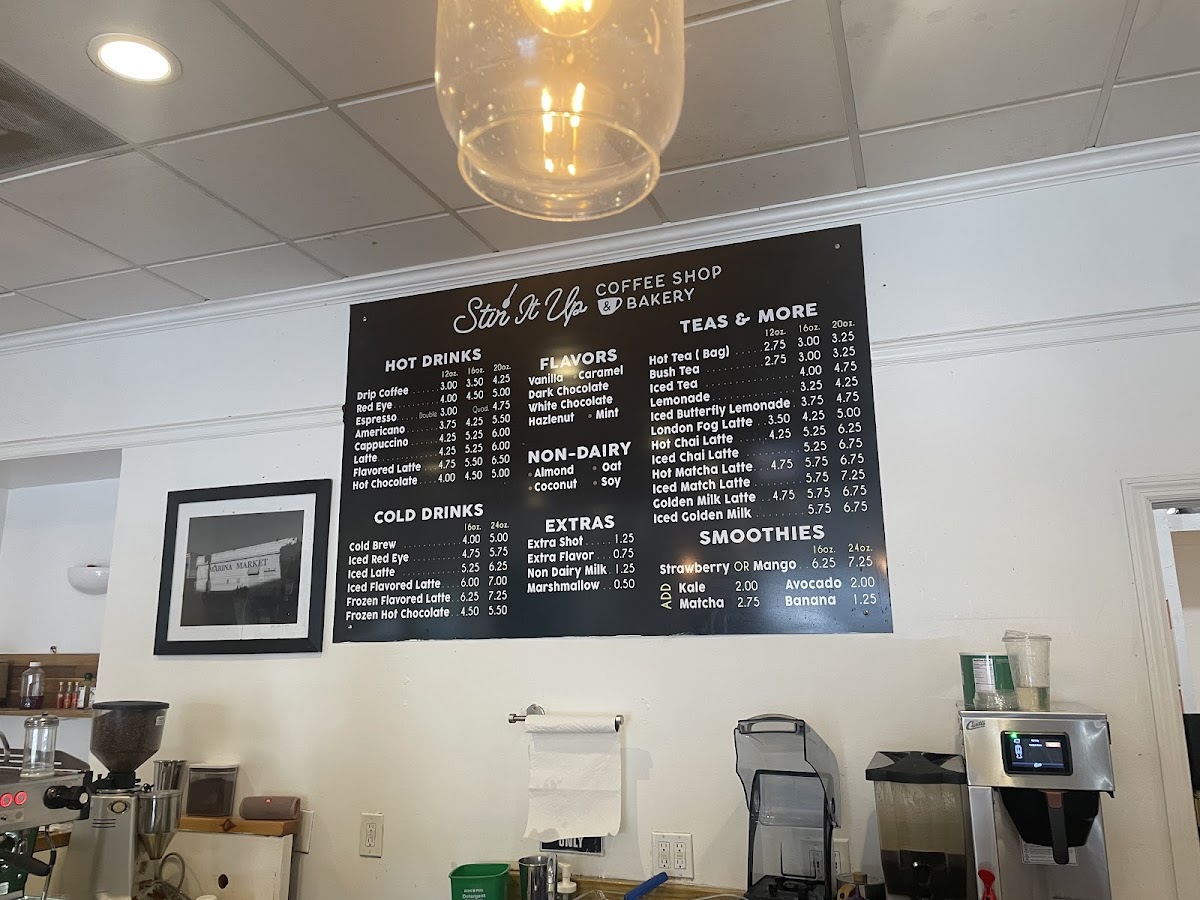 Stir It Up COFFEE SHOP & BAKERY
HOT DRINKS
12oz. 16oz. 20oz.
Drip Coffee 3.00 3.50 4.25
Red Eye 4.00 4.50 5.00
Espresso Double 3.00 Quad. 4.75
Americano 3.75 4.25 5.50
Cappuccino 4.25 5.25 6.00
Latte 4.25 5.25 6.00
Flavored Latte 4.75 5.50 6.50
Hot Chocolate 4.00 4.50 5.00
COLD DRINKS
16oz. 24oz.
Cold Brew 4.00 5.00
Iced Red Eye 4.75 5.75
Iced Latte 5.25 6.25
Iced Flavored Latte 6.00 7.00
Frozen Flavored Latte 6.25 7.25
Frozen Hot Chocolate 4.50 5.50
FLAVORS
Vanilla Caramel
Dark Chocolate
White Chocolate
Hazlenut Mint
NON-DAIRY
Almond Oat
Coconut Soy
EXTRAS
Extra Shot 1.25
Extra Flavor 0.75
Non Dairy Milk 1.25
Marshmallow 0.50
TEAS & MORE
12oz. 16oz. 20oz.
Hot Tea ( Bag) 2.75 3.00 3.25
Bush Tea 2.75 3.00 3.25
Iced Tea 4.00 4.75
Lemonade 3.25 4.25
Iced Butterfly Lemonade 3.75 4.75
London Fog Latte 3.50 4.25 5.00
Hot Chai Latte 4.25 5.25 6.25
Iced Chai Latte 5.25 6.75
Hot Matcha Latte 4.75 5.75 6.75
Iced Match Latte 5.75 7.25
Golden Milk Latte 4.75 5.75 6.75
Iced Golden Milk 5.75 6.75
SMOOTHIES
16oz. 24oz.
Strawberry OR Mango 6.25 7.25
ADD
Kale 2.00 Avocado 2.00
Matcha 2.75 Banana 1.25
MARINA MARKET
ONLY
Detergent
Curtis